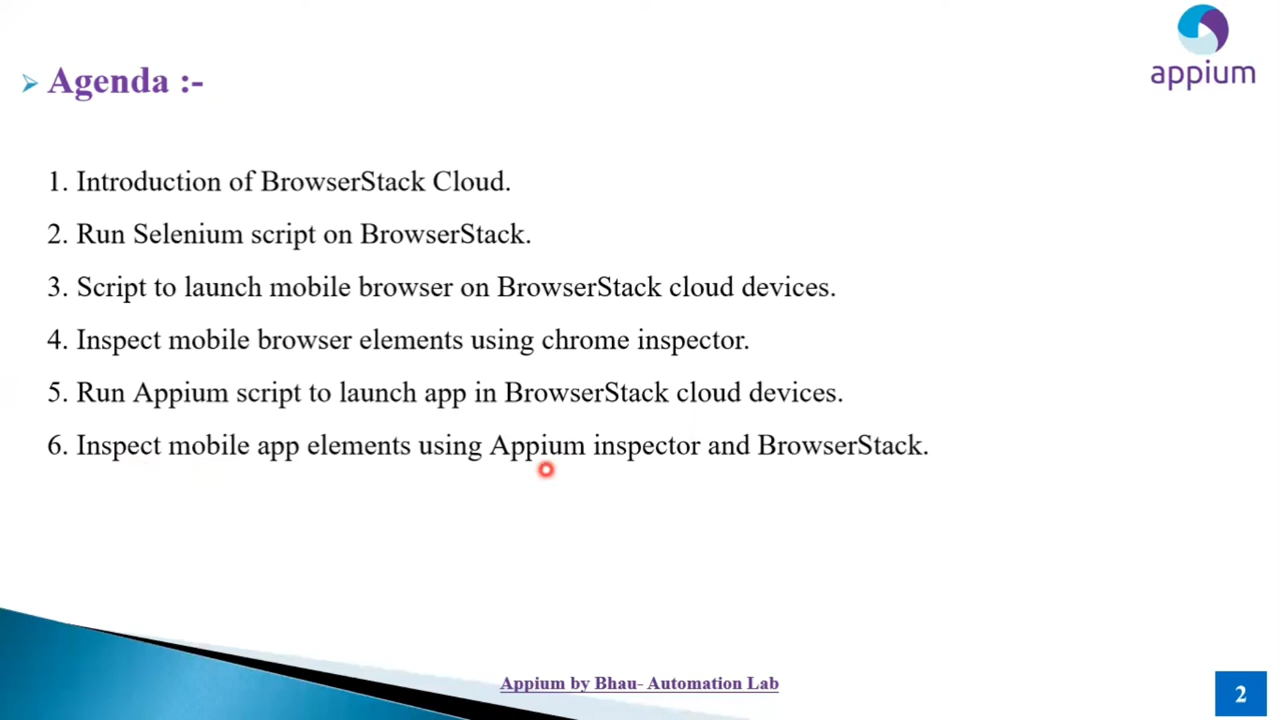 appium
Agenda :-
1. Introduction of BrowserStack Cloud.
2. Run Selenium script on BrowserStack.
3. Script to launch mobile browser on BrowserStack cloud devices.
4. Inspect mobile browser elements using chrome inspector.
5. Run Appium script to launch app in BrowserStack cloud devices.
6. Inspect mobile app elements using Appium inspector and BrowserStack.
Appium by Bhau- Automation Lab
2